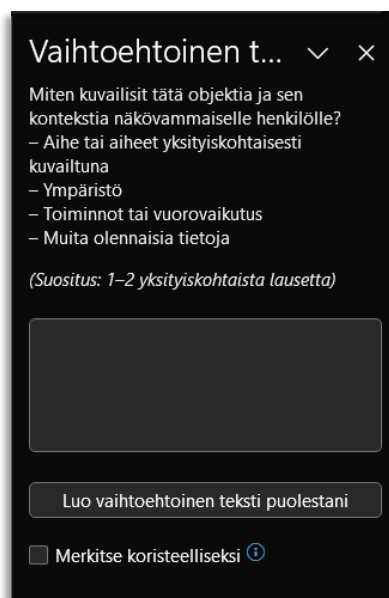 Vaihtoehtoinen t...
Miten kuvailisit tätä objektia ja sen
kontekstia näkövammaiselle henkilölle?
– Aihe tai aiheet yksityiskohtaisesti
kuvailtuna
– Ympäristö
– Toiminnot tai vuorovaikutus
– Muita olennaisia tietoja
(Suositus: 1–2 yksityiskohtaista lausetta)
Luo vaihtoehtoinen teksti puolestani
Merkitse koristeelliseksi